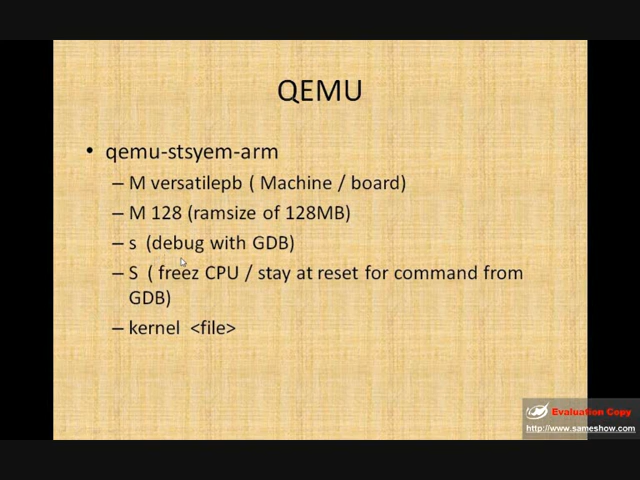 QEMU
• qemu-stsyem-arm
– M versatilepb ( Machine / board)
– M 128 (ramsize of 128MB)
– s (debug with GDB)
– S ( freez CPU / stay at reset for command from
GDB)
– kernel <file>
Evaluation Copy
http://www.sameshow.com